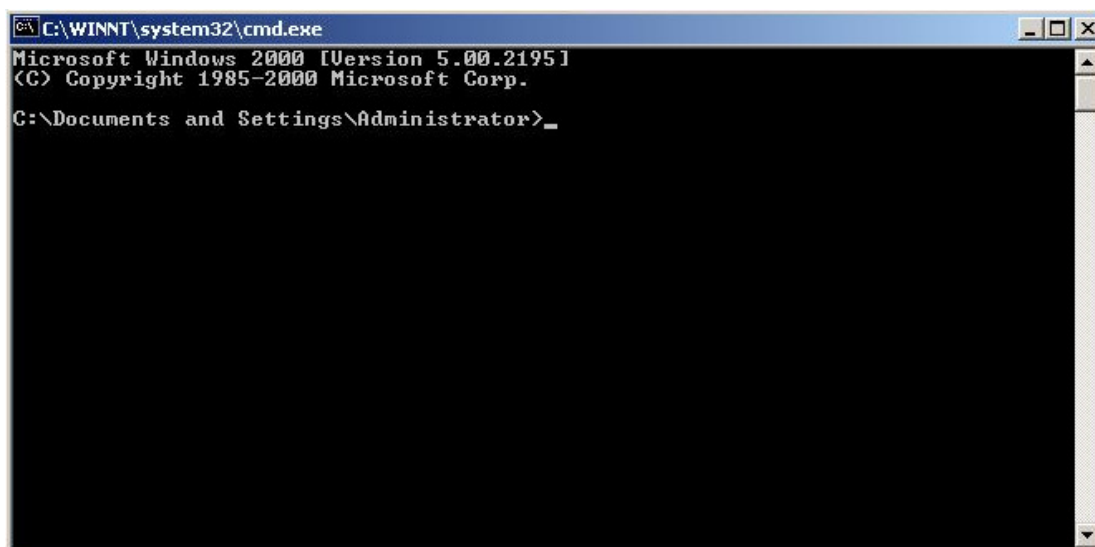 C:\WINNT\system32\cmd.exe
Microsoft Windows 2000 [Version 5.00.2195]
(C) Copyright 1985-2000 Microsoft Corp.
C:\Documents and Settings\Administrator>_